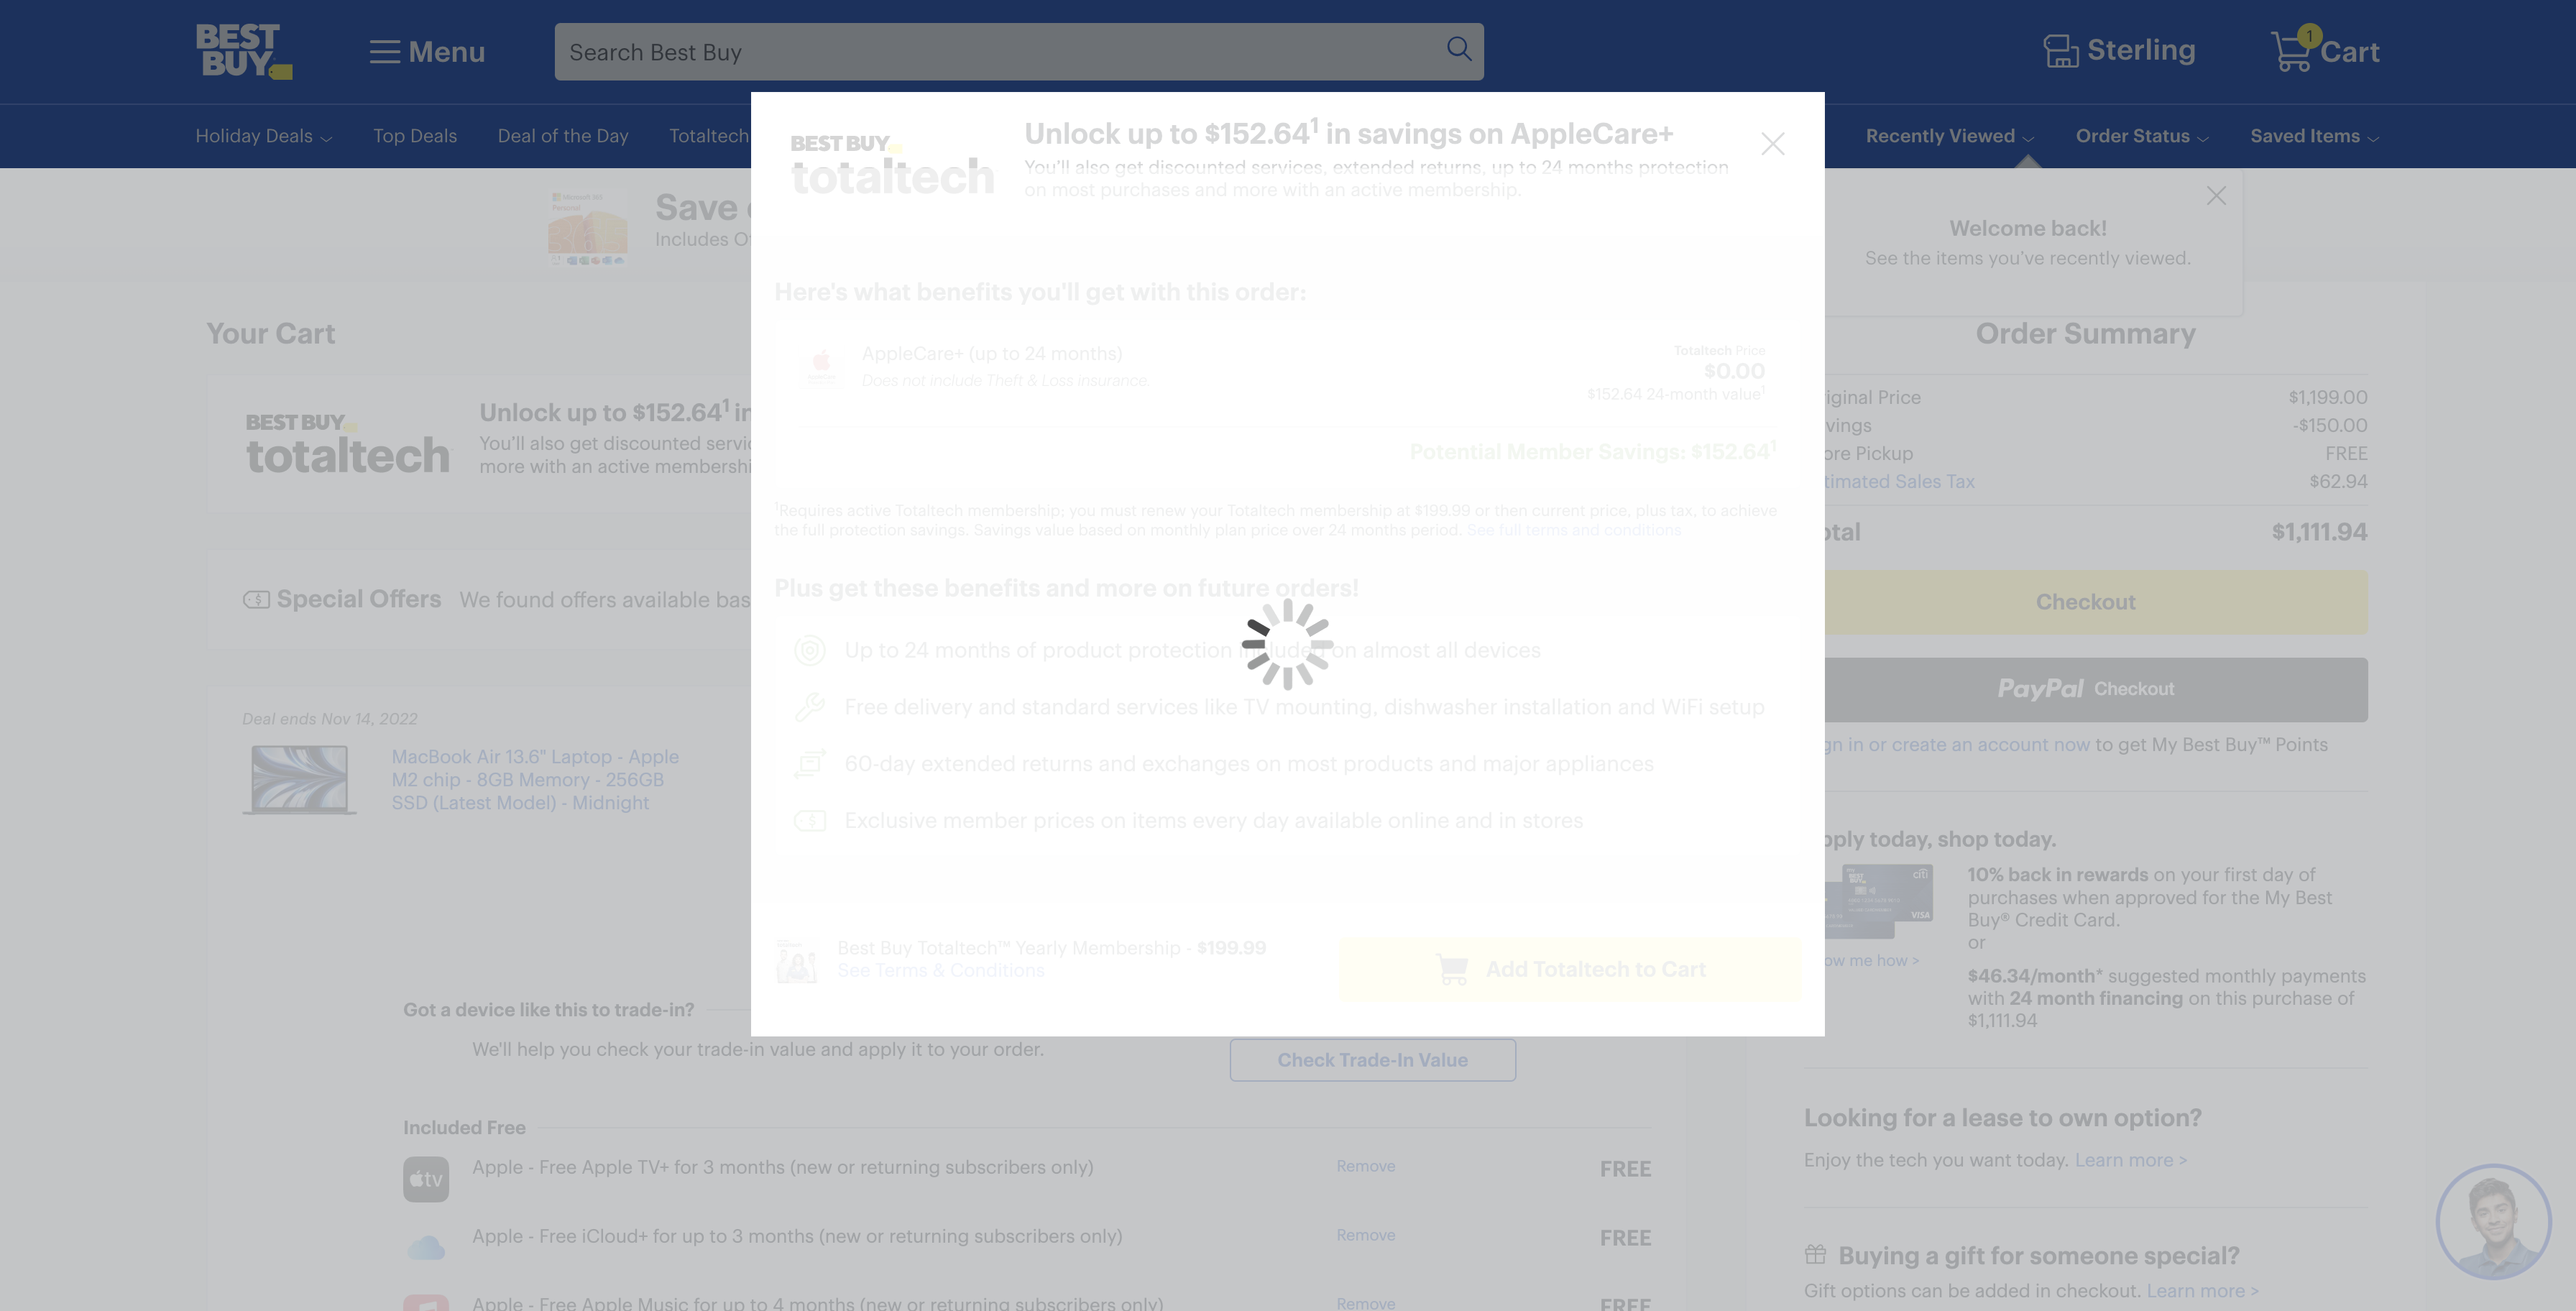 BEST
BUY
Menu
Search Best Buy
Sterling
1
Cart
Holiday Deals
Top Deals
Deal of the Day
Totaltech
Recently Viewed
Order Status
Saved Items
Microsoft 365
Personal
Save
Includes
Welcome back!
See the items you've recently viewed.
BEST BUY
totaltech
Unlock up to $152.64¹ in savings on AppleCare+
You'll also get discounted services, extended returns, up to 24 months protection
on most purchases and more with an active membership.
Here's what benefits you'll get with this order:
AppleCare+ (up to 24 months)
Does not include Theft & Loss insurance.
Totaltech Price
$0.00
$152.64 24-month value¹
Potential Member Savings: $152.64¹
¹Requires active Totaltech membership; you must renew your Totaltech membership at $199.99 or then current price, plus tax, to achieve
the full protection savings. Savings value based on monthly plan price over 24 months period. See full terms and conditions
Plus get these benefits and more on future orders!
Up to 24 months of product protection included on almost all devices
Free delivery and standard services like TV mounting, dishwasher installation and WiFi setup
60-day extended returns and exchanges on most products and major appliances
Exclusive member prices on items every day available online and in stores
Best Buy Totaltech™ Yearly Membership - $199.99
See Terms & Conditions
Add Totaltech to Cart
Your Cart
BEST BUY
totaltech
Unlock up to $152.64¹ in
You'll also get discounted servic
more with an active membershi
Special Offers We found offers available bas
Deal ends Nov 14, 2022
MacBook Air 13.6" Laptop - Apple
M2 chip - 8GB Memory - 256GB
SSD (Latest Model) - Midnight
Got a device like this to trade-in?
We'll help you check your trade-in value and apply it to your order.
Check Trade-In Value
Included Free
tv
Apple - Free Apple TV+ for 3 months (new or returning subscribers only)
Remove
FREE
Apple - Free iCloud+ for up to 3 months (new or returning subscribers only)
Remove
FREE
Apple - Free Apple Music for up to 4 months (new or returning subscribers only)
Remove
FREE
Order Summary
iginal Price $1,199.00
vings -$150.00
ore Pickup FREE
timated Sales Tax $62.94
otal $1,111.94
Checkout
PayPal Checkout
gn in or create an account now to get My Best Buy™ Points
pply today, shop today.
citi
VISA
ow me how >
10% back in rewards on your first day of
purchases when approved for the My Best
Buy® Credit Card.
or
$46.34/month* suggested monthly payments
with 24 month financing on this purchase of
$1,111.94
Looking for a lease to own option?
Enjoy the tech you want today. Learn more >
Buying a gift for someone special?
Gift options can be added in checkout. Learn more >